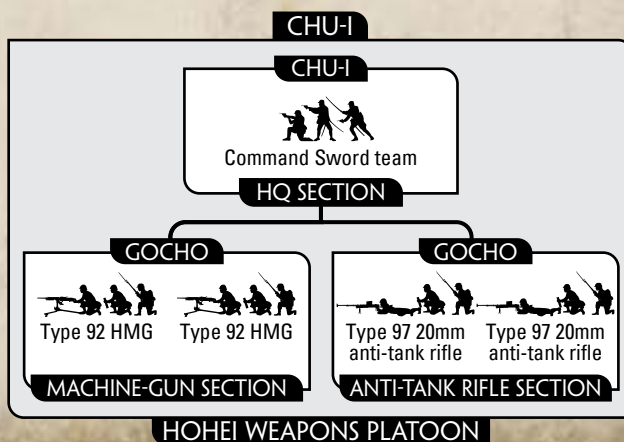 CHU-I
CHU-I
Command Sword team
HQ SECTION
GOCHO
GOCHO
Type 92 HMG
Type 92 HMG
Type 97 20mm
anti-tank rifle
Type 97 20mm
anti-tank rifle
MACHINE-GUN SECTION
ANTI-TANK RIFLE SECTION
HOHEI WEAPONS PLATOON